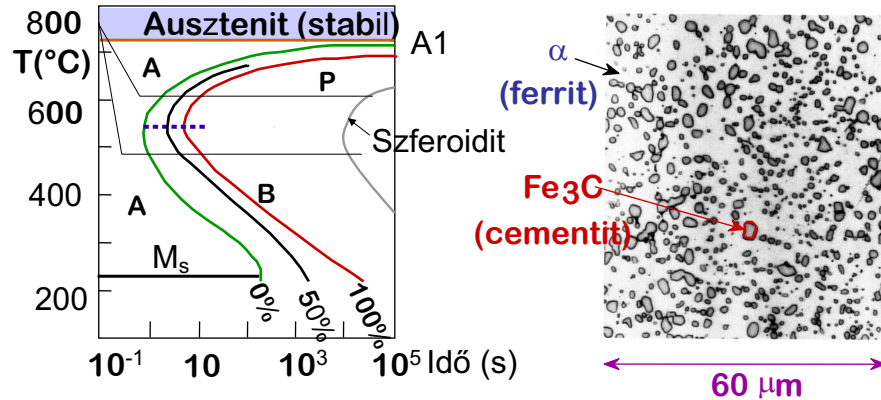 800
Ausztenit (stabil)
A1
T(°C)
A
P
600
Szferoidit
400
A
B
Ms
200
0%
50%
100%
10⁻¹ 10 10³ 10⁵ Idő (s)
α
(ferrit)
Fe₃C
(cementit)
60 μm